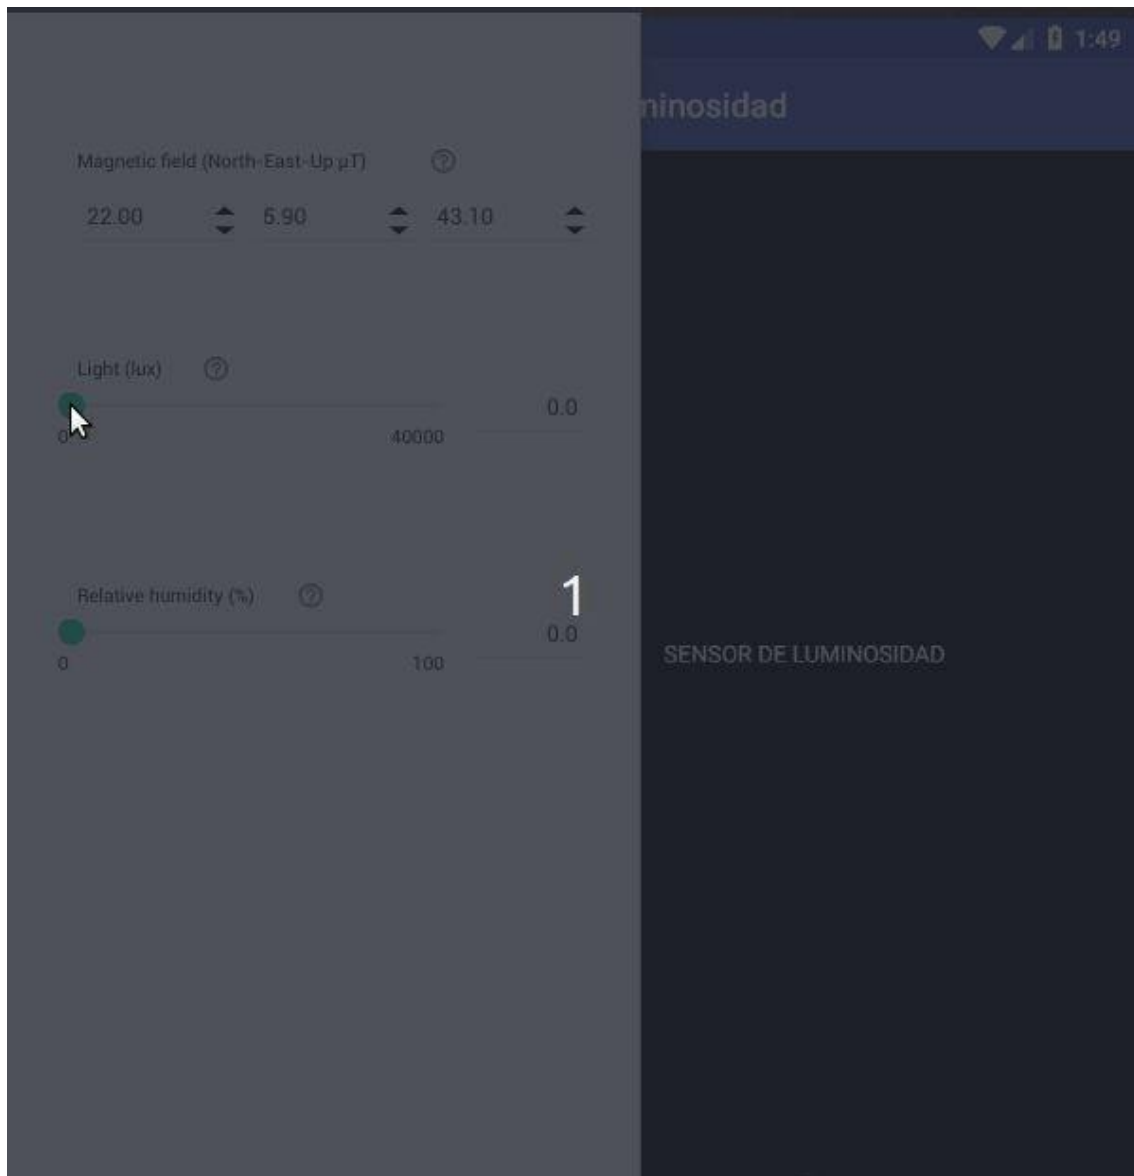 1:49
minosidad
Magnetic field (North-East-Up µT)
22.00 5.90 43.10
Light (lux)
0.0
0 40000
Relative humidity (%)
1
0.0
0 100
SENSOR DE LUMINOSIDAD